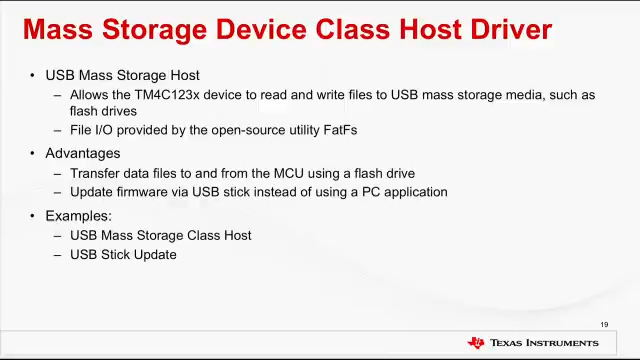 Mass Storage Device Class Host Driver
• USB Mass Storage Host
– Allows the TM4C123x device to read and write files to USB mass storage media, such as
flash drives
– File I/O provided by the open-source utility FatFs
• Advantages
– Transfer data files to and from the MCU using a flash drive
– Update firmware via USB stick instead of using a PC application
• Examples:
– USB Mass Storage Class Host
– USB Stick Update
19
TEXAS INSTRUMENTS